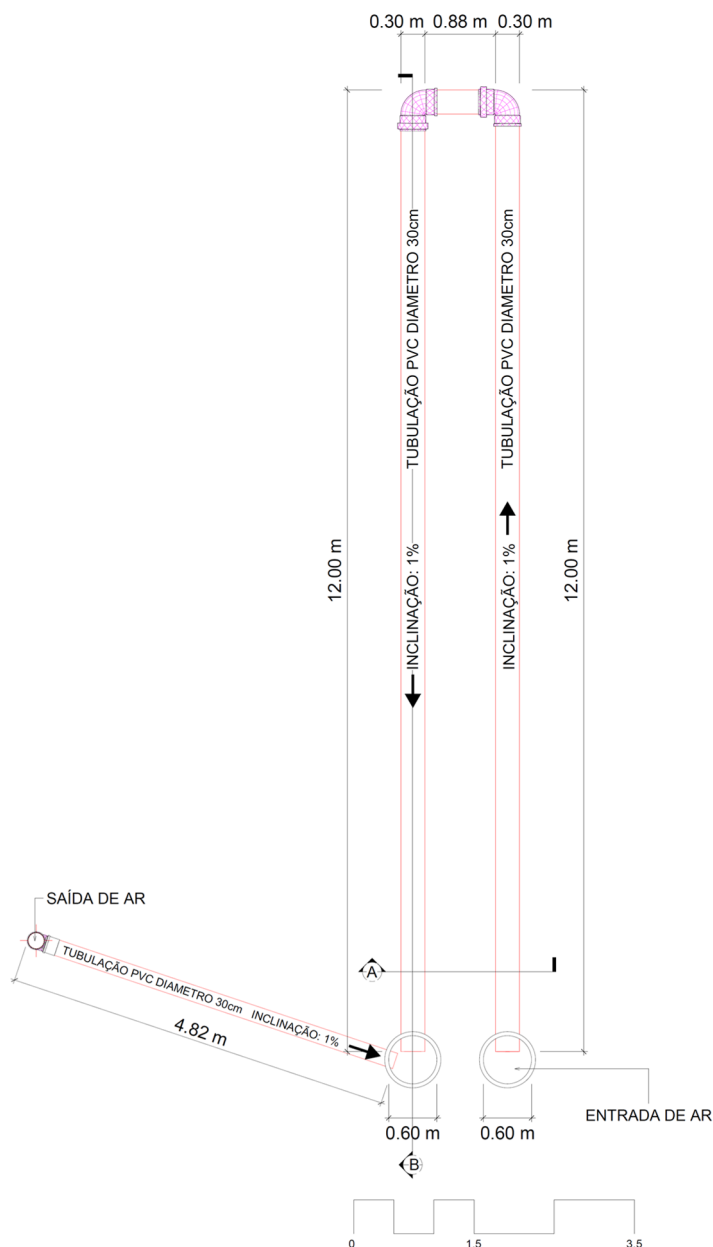 0.30 m 0.88 m 0.30 m
TUBULAÇÃO PVC DIAMETRO 30cm
TUBULAÇÃO PVC DIAMETRO 30cm
12.00 m
INCLINAÇÃO: 1%
INCLINAÇÃO: 1%
12.00 m
SAÍDA DE AR
TUBULAÇÃO PVC DIAMETRO 30cm INCLINAÇÃO: 1%
4.82 m
A
ENTRADA DE AR
0.60 m 0.60 m
B
0 1.5 3.5